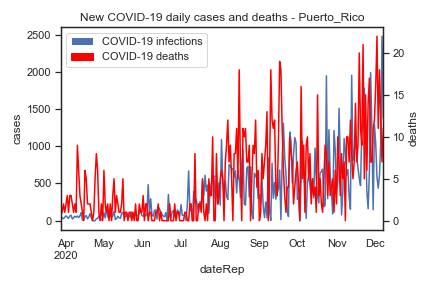 New COVID-19 daily cases and deaths - Puerto_Rico
COVID-19 infections
COVID-19 deaths
2500
2000
1500
1000
500
0
cases
20
15
10
5
0
deaths
Apr May Jun Jul Aug Sep Oct Nov Dec
2020
dateRep